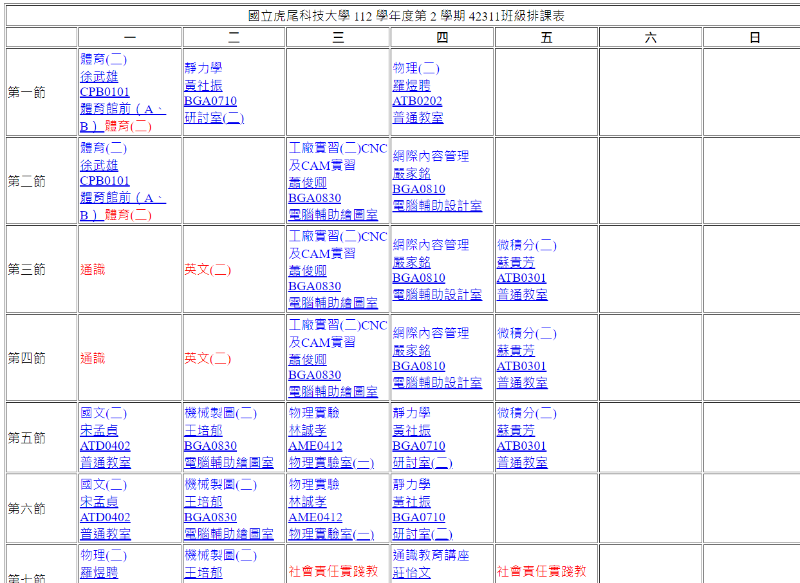 國立虎尾科技大學 112 學年度第 2 學期 42311班級排課表
一 二 三 四 五 六 日
第一節
體育(二)
徐武雄
CPB0101
體育館前（A、
B） 體育(二)
靜力學
黃社振
BGA0710
研討室(二)
物理(二)
羅煜聘
ATB0202
普通教室
第二節
體育(二)
徐武雄
CPB0101
體育館前（A、
B） 體育(二)
工廠實習(二)CNC
及CAM實習
蕭俊卿
BGA0830
電腦輔助繪圖室
網際內容管理
嚴家銘
BGA0810
電腦輔助設計室
第三節
通識
英文(二)
工廠實習(二)CNC
及CAM實習
蕭俊卿
BGA0830
電腦輔助繪圖室
網際內容管理
嚴家銘
BGA0810
電腦輔助設計室
微積分(二)
蘇貴芳
ATB0301
普通教室
第四節
通識
英文(二)
工廠實習(二)CNC
及CAM實習
蕭俊卿
BGA0830
電腦輔助繪圖室
網際內容管理
嚴家銘
BGA0810
電腦輔助設計室
微積分(二)
蘇貴芳
ATB0301
普通教室
第五節
國文(二)
宋孟貞
ATD0402
普通教室
機械製圖(二)
王培郁
BGA0830
電腦輔助繪圖室
物理實驗
林誠孝
AME0412
物理實驗室(一)
靜力學
黃社振
BGA0710
研討室(二)
微積分(二)
蘇貴芳
ATB0301
普通教室
第六節
國文(二)
宋孟貞
ATD0402
普通教室
機械製圖(二)
王培郁
BGA0830
電腦輔助繪圖室
物理實驗
林誠孝
AME0412
物理實驗室(一)
靜力學
黃社振
BGA0710
研討室(二)
第七節
物理(二)
羅煜聘
機械製圖(二)
王培郁
社會責任實踐教
通識教育講座
莊怡文
社會責任實踐教